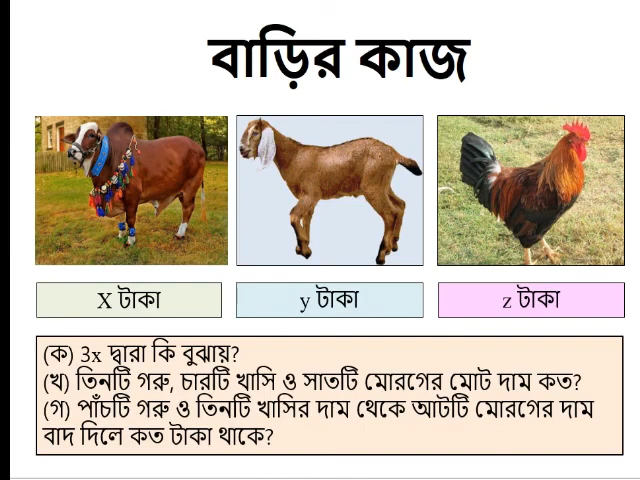 বাড়ির কাজ
X টাকা
y টাকা
z টাকা
(ক) 3x দ্বারা কি বুঝায়?
(খ) তিনটি গরু, চারটি খাসি ও সাতটি মোরগের মোট দাম কত?
(গ) পাঁচটি গরু ও তিনটি খাসির দাম থেকে আটটি মোরগের দাম
বাদ দিলে কত টাকা থাকে?